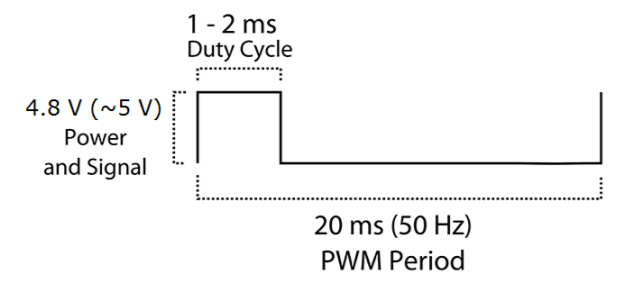 1 - 2 ms
Duty Cycle
4.8 V (~5 V)
Power
and Signal
20 ms (50 Hz)
PWM Period